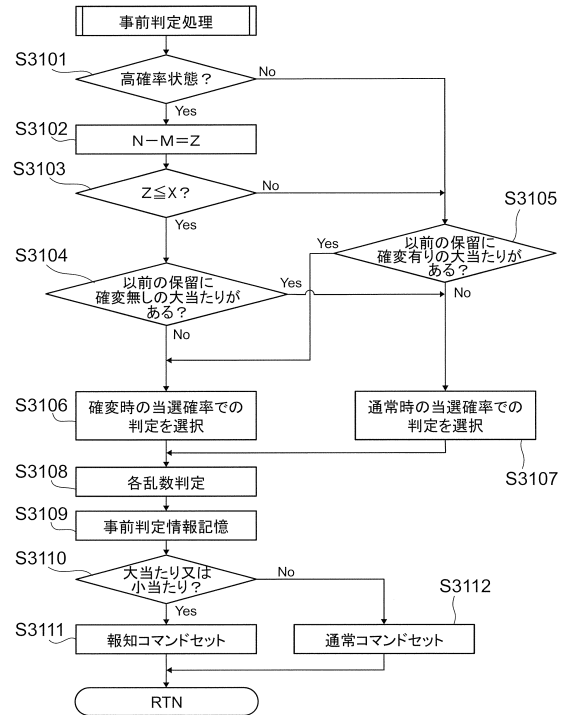 事前判定処理
S3101
高確率状態？
No
Yes
S3102
N－M＝Z
S3103
Z≦X？
No
Yes
S3105
以前の保留に
確変有りの大当たりが
ある？
Yes
No
S3104
以前の保留に
確変無しの大当たりが
ある？
Yes
No
S3106
確変時の当選確率での
判定を選択
通常時の当選確率での
判定を選択
S3107
S3108
各乱数判定
S3109
事前判定情報記憶
S3110
大当たり又は
小当たり？
No
Yes
S3111
報知コマンドセット
S3112
通常コマンドセット
RTN